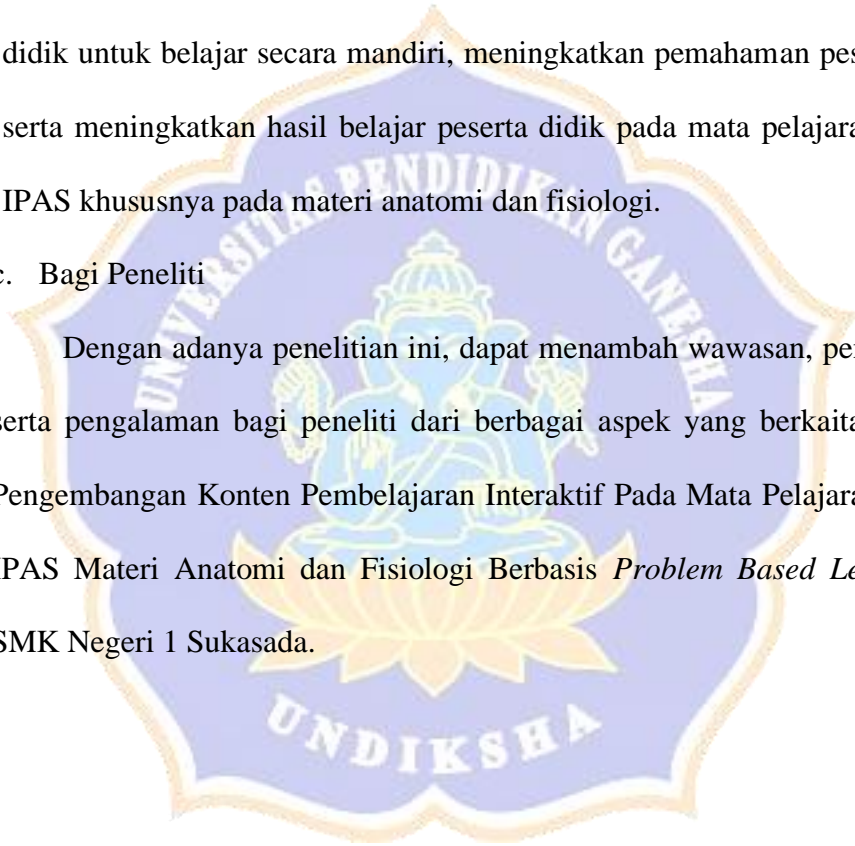 didik untuk belajar secara mandiri, meningkatkan pemahaman pes
serta meningkatkan hasil belajar peserta didik pada mata pelajara
IPAS khususnya pada materi anatomi dan fisiologi.
c. Bagi Peneliti
Dengan adanya penelitian ini, dapat menambah wawasan, pe
serta pengalaman bagi peneliti dari berbagai aspek yang berkaita
Pengembangan Konten Pembelajaran Interaktif Pada Mata Pelajara
IPAS Materi Anatomi dan Fisiologi Berbasis Problem Based Le
SMK Negeri 1 Sukasada.
UNIVERSITAS PENDIDIKAN GANESHA
UNDIKSHA